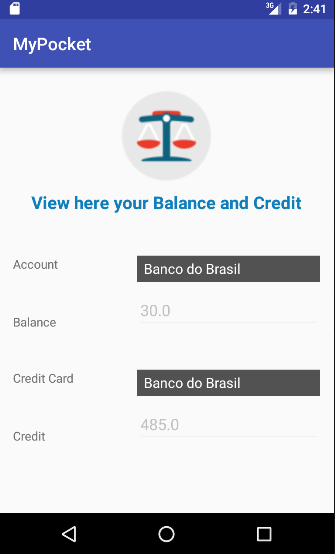 3G 2:41
MyPocket
View here your Balance and Credit
Account
Banco do Brasil
30.0
Balance
Credit Card
Banco do Brasil
485.0
Credit